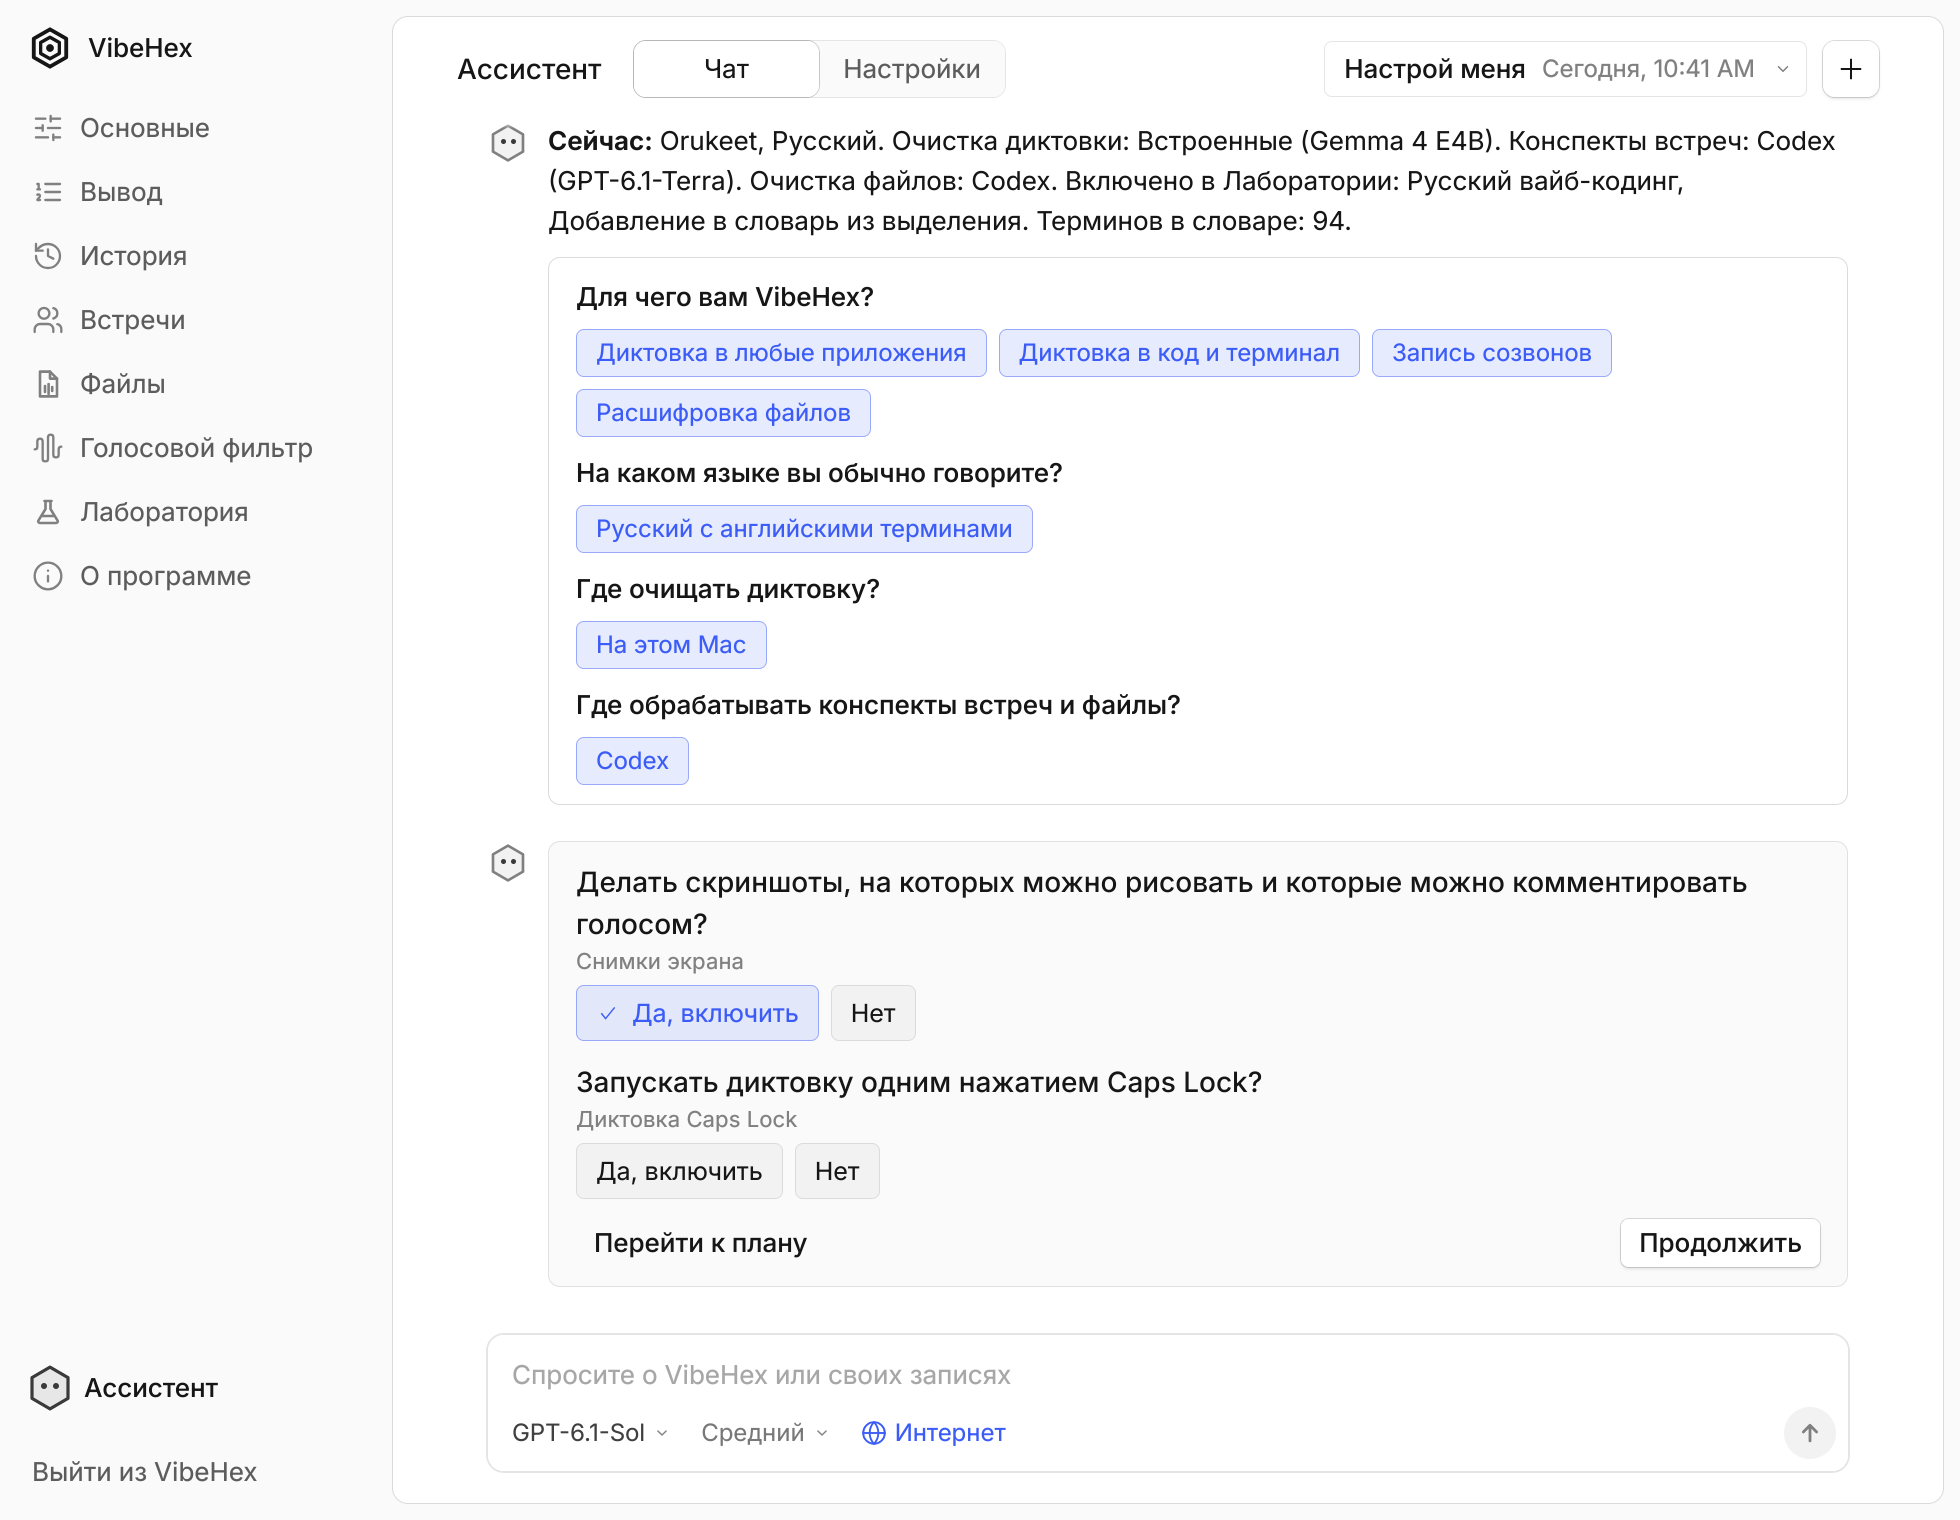 VibeHex
Основные
Вывод
История
Встречи
Файлы
Голосовой фильтр
Лаборатория
О программе
Ассистент
Выйти из VibeHex
Ассистент
Чат
Настройки
Настрой меня Сегодня, 10:41 AM
Сейчас: Orukeet, Русский. Очистка диктовки: Встроенные (Gemma 4 E4B). Конспекты встреч: Codex
(GPT-6.1-Terra). Очистка файлов: Codex. Включено в Лаборатории: Русский вайб-кодинг,
Добавление в словарь из выделения. Терминов в словаре: 94.
Для чего вам VibeHex?
Диктовка в любые приложения Диктовка в код и терминал Запись созвонов
Расшифровка файлов
На каком языке вы обычно говорите?
Русский с английскими терминами
Где очищать диктовку?
На этом Mac
Где обрабатывать конспекты встреч и файлы?
Codex
Делать скриншоты, на которых можно рисовать и которые можно комментировать
голосом?
Снимки экрана
Да, включить Нет
Запускать диктовку одним нажатием Caps Lock?
Диктовка Caps Lock
Да, включить Нет
Перейти к плану Продолжить
Спросите о VibeHex или своих записях
GPT-6.1-Sol Средний Интернет